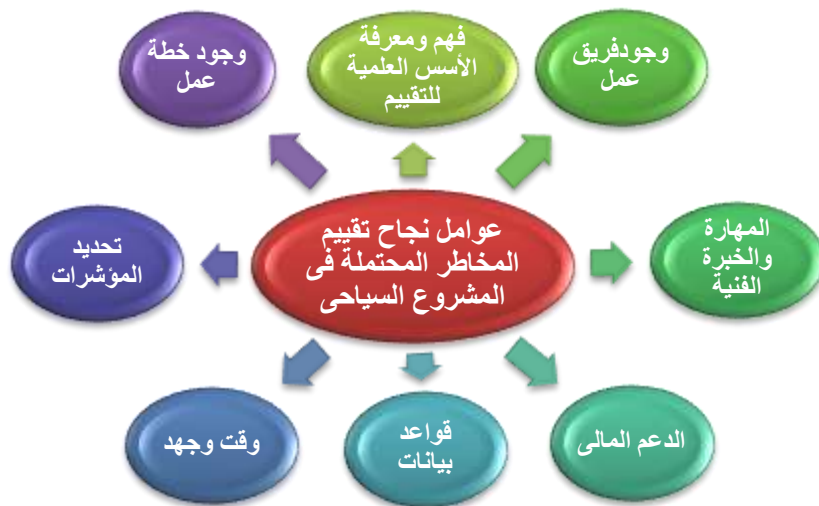 فهم ومعرفة
الأسس العلمية
للتقييم
وجودفريق
عمل
المهارة
والخبرة
الفنية
الدعم المالى
قواعد
بيانات
وقت وجهد
تحديد
المؤشرات
وجود خطة
عمل
عوامل نجاح تقييم
المخاطر المحتملة فى
المشروع السياحى